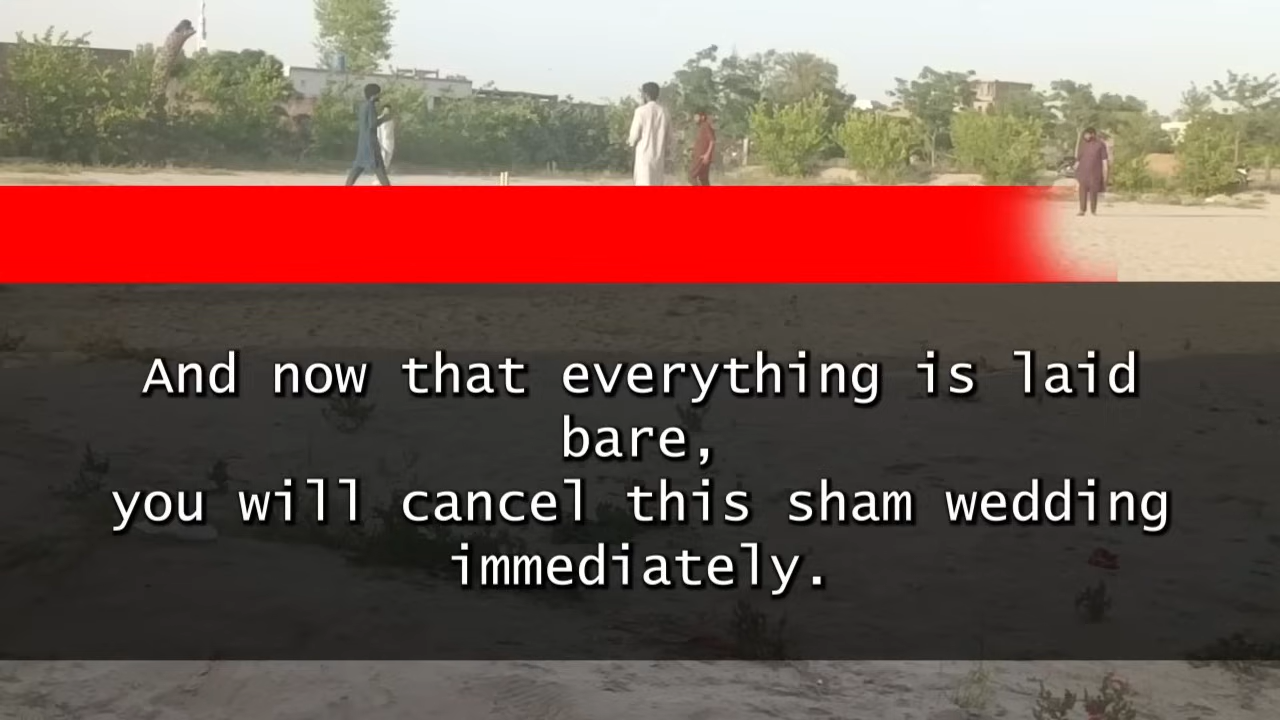 And now that everything is laid
bare,
you will cancel this sham wedding
immediately.